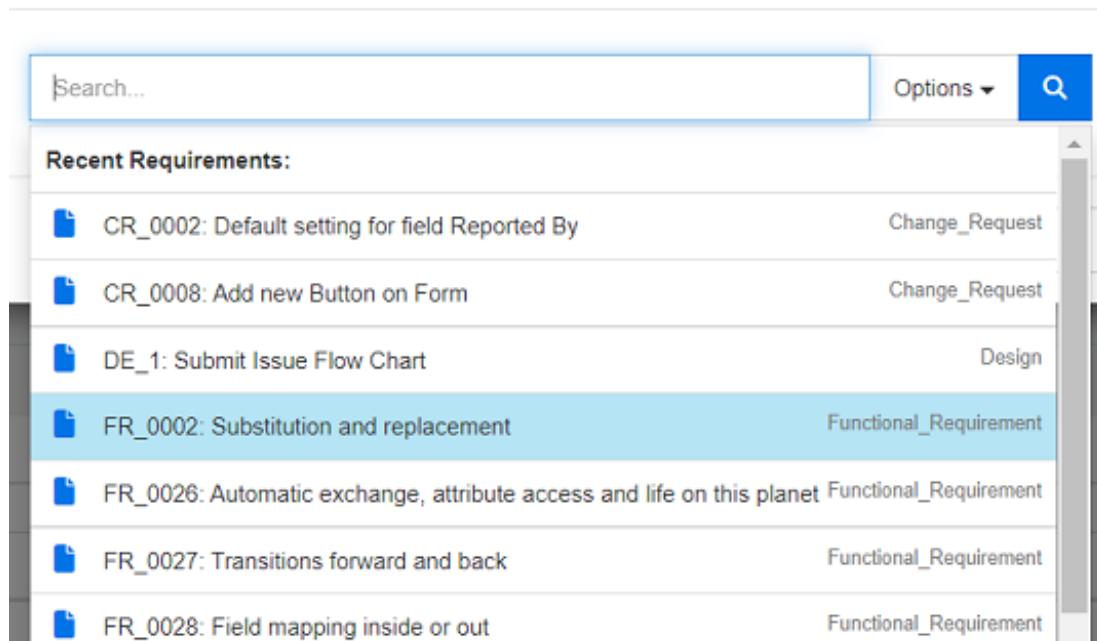 Search...
Options
Recent Requirements:
CR_0002: Default setting for field Reported By Change_Request
CR_0008: Add new Button on Form Change_Request
DE_1: Submit Issue Flow Chart Design
FR_0002: Substitution and replacement Functional_Requirement
FR_0026: Automatic exchange, attribute access and life on this planet Functional_Requirement
FR_0027: Transitions forward and back Functional_Requirement
FR_0028: Field mapping inside or out Functional_Requirement